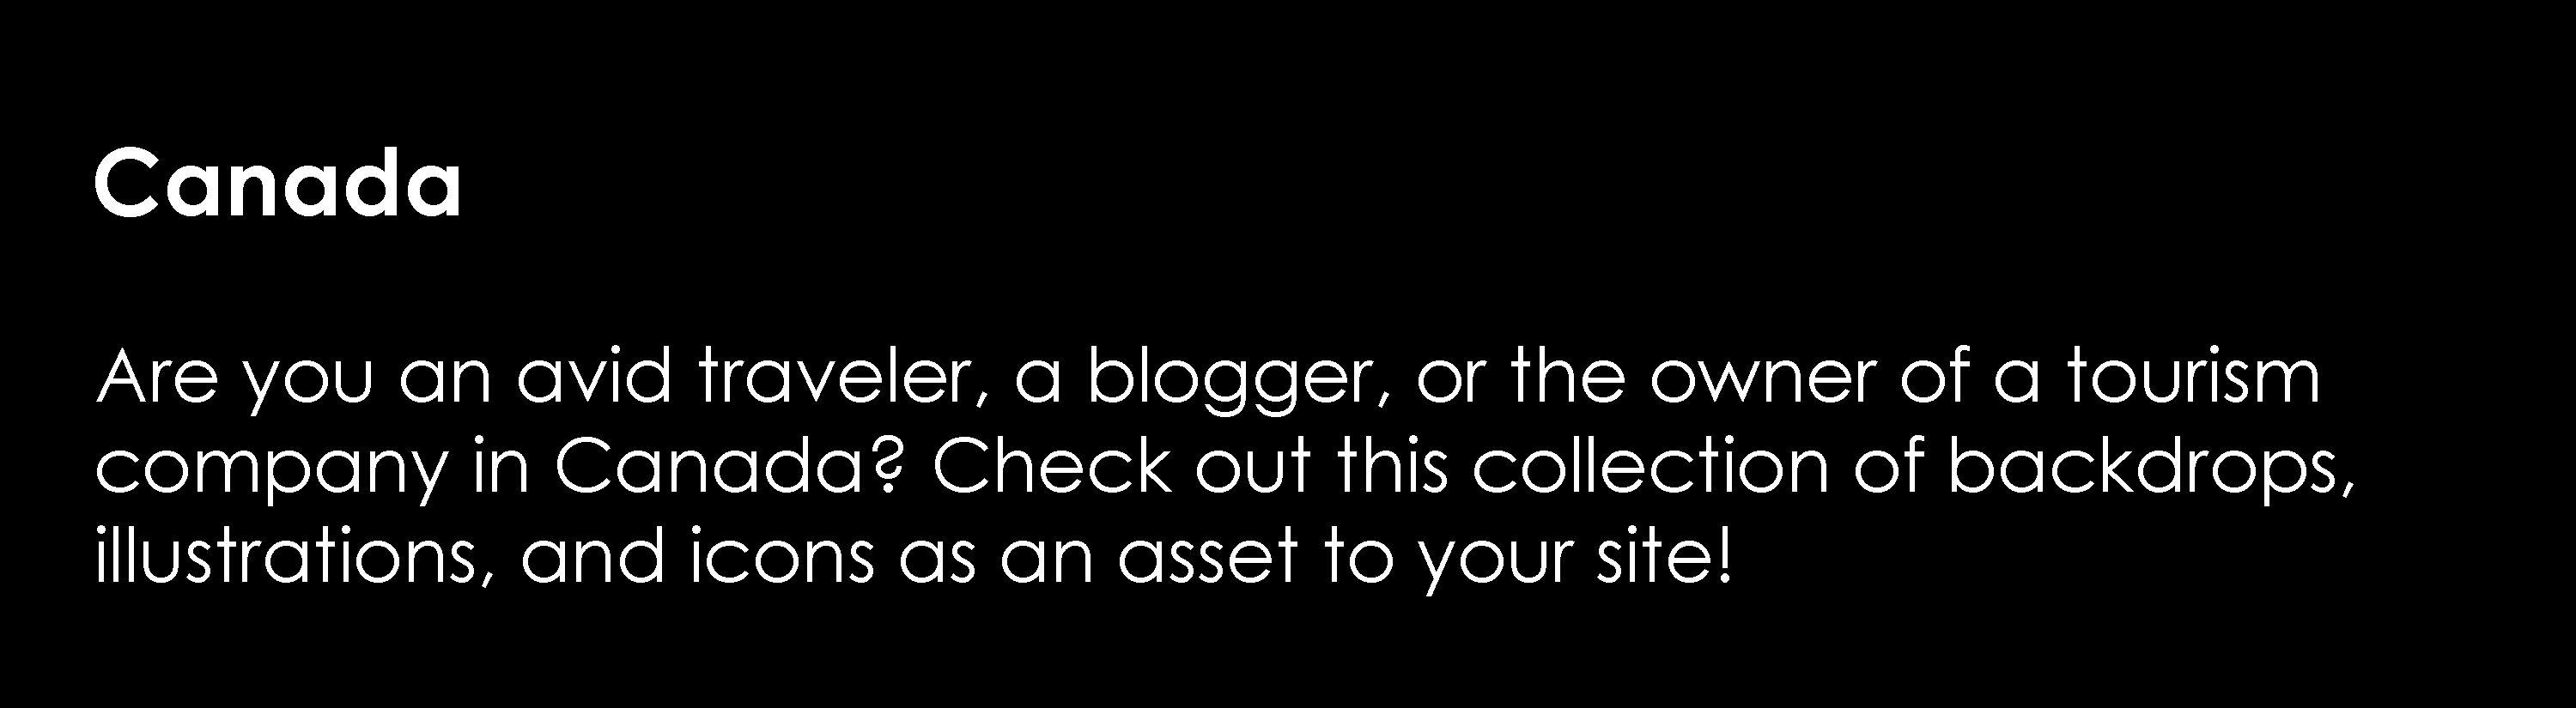 Canada
Are you an avid traveler, a blogger, or the owner of a tourism
company in Canada? Check out this collection of backdrops,
illustrations, and icons as an asset to your site!